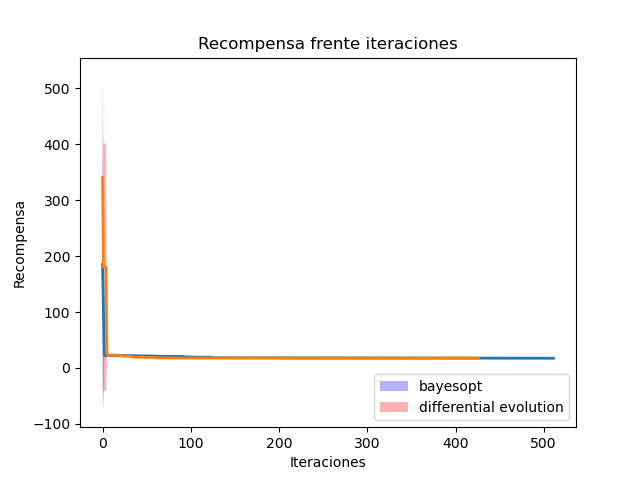 Recompensa frente iteraciones
500
400
300
200
100
0
−100
Recompensa
0
100
200
300
400
500
Iteraciones
bayesopt
differential evolution